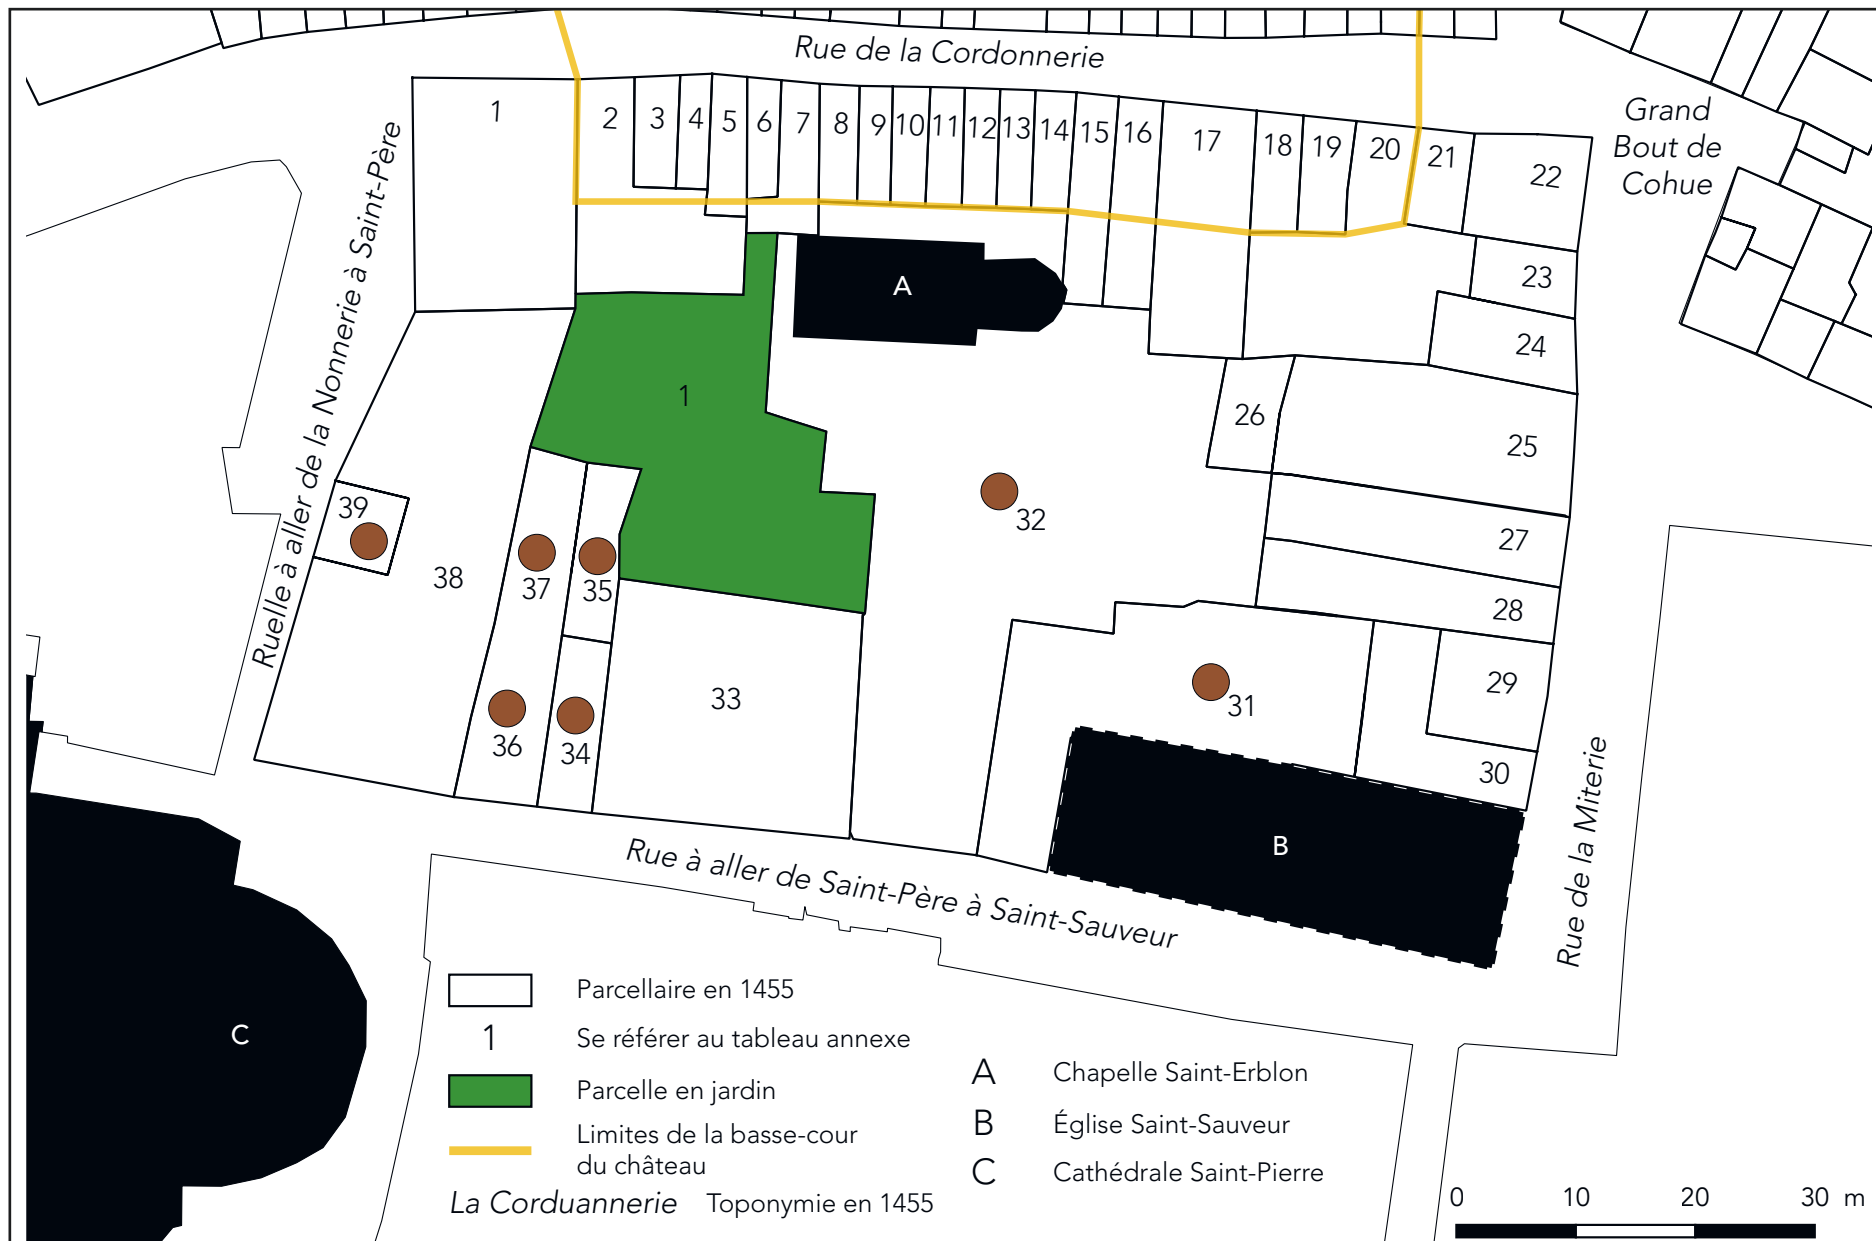 Rue de la Cordonnerie
Grand
Bout de
Cohue
1
2
3
4
5
6
7
8
9
10
11
12
13
14
15
16
17
18
19
20
21
22
23
24
25
26
27
28
29
30
31
32
33
34
35
36
37
38
39
1
A
B
C
Ruelle à aller de la Nonnerie à Saint-Père
Rue à aller de Saint-Père à Saint-Sauveur
Rue de la Miterie
Parcellaire en 1455
1 Se référer au tableau annexe
Parcelle en jardin
Limites de la basse-cour
du château
La Corduannerie Toponymie en 1455
A Chapelle Saint-Erblon
B Église Saint-Sauveur
C Cathédrale Saint-Pierre
0 10 20 30 m